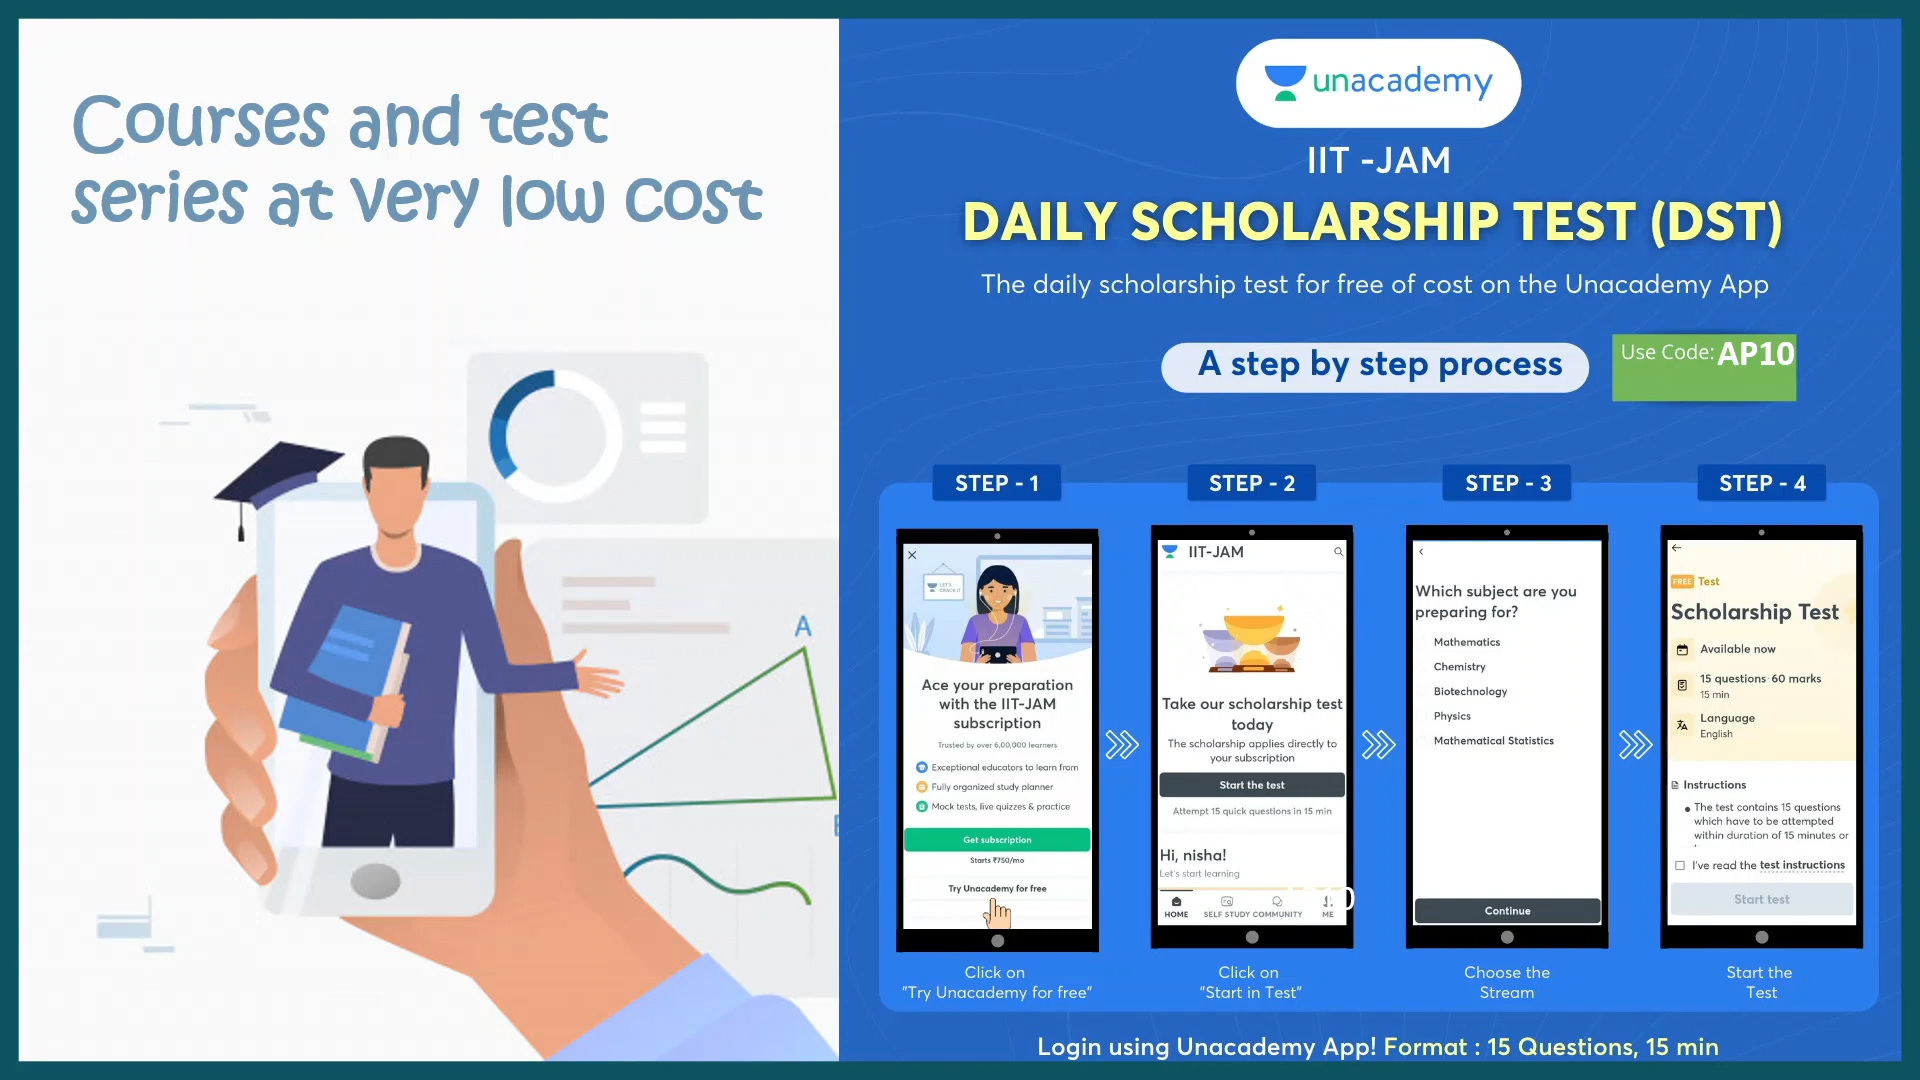 Courses and test
series at very low cost
unacademy
IIT -JAM
DAILY SCHOLARSHIP TEST (DST)
The daily scholarship test for free of cost on the Unacademy App
A step by step process
Use Code: AP10
STEP - 1
LET'S
CRACK IT
Ace your preparation
with the IIT-JAM
subscription
Trusted by over 6,00,000 learners
Exceptional educators to learn from
Fully organized study planner
Mock tests, live quizzes & practice
Get subscription
Starts ₹750/mo
Try Unacademy for free
Click on
"Try Unacademy for free"
STEP - 2
IIT-JAM
Take our scholarship test
today
The scholarship applies directly to
your subscription
Start the test
Attempt 15 quick questions in 15 min
Hi, nisha!
Let's start learning
HOME
SELF STUDY
COMMUNITY
ME
Click on
"Start in Test"
STEP - 3
Which subject are you
preparing for?
Mathematics
Chemistry
Biotechnology
Physics
Mathematical Statistics
Continue
Choose the
Stream
STEP - 4
FREE Test
Scholarship Test
Available now
15 questions·60 marks
15 min
Language
English
Instructions
The test contains 15 questions
which have to be attempted
within duration of 15 minutes or
I've read the test instructions
Start test
Start the
Test
A
Login using Unacademy App! Format : 15 Questions, 15 min